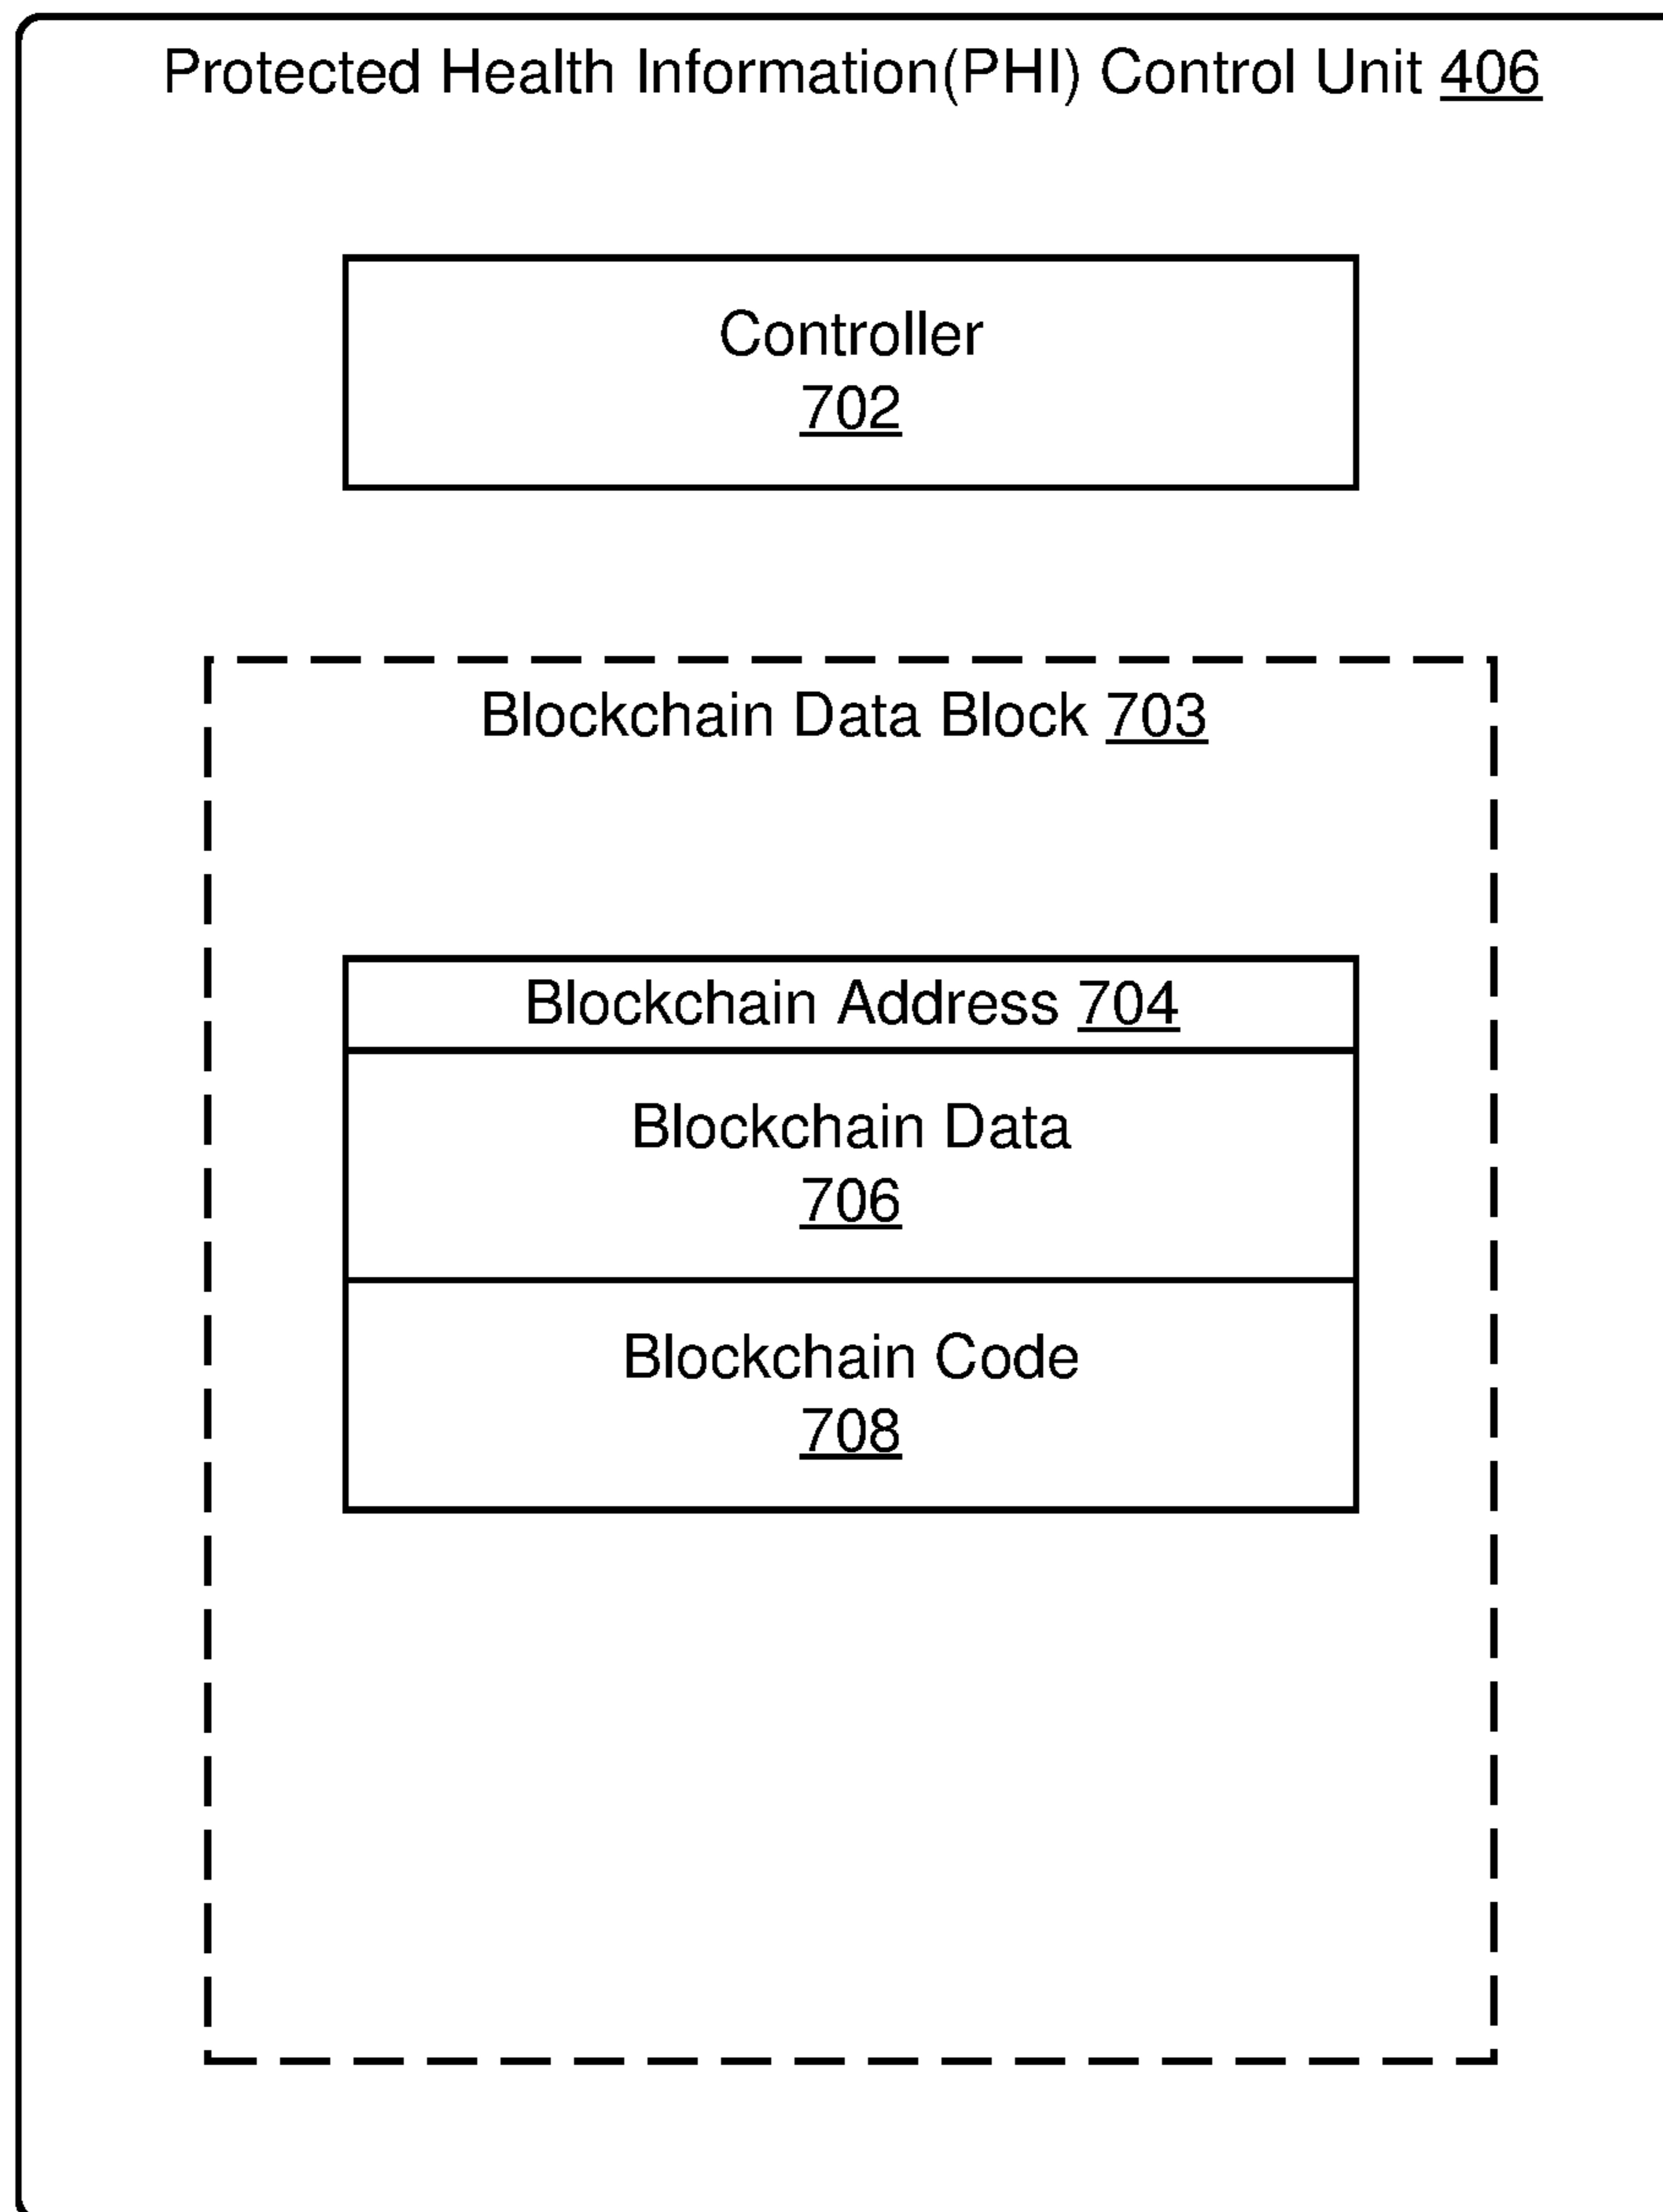 Protected Health Information(PHI) Control Unit 406
Controller
702
Blockchain Data Block 703
Blockchain Address 704
Blockchain Data
706
Blockchain Code
708